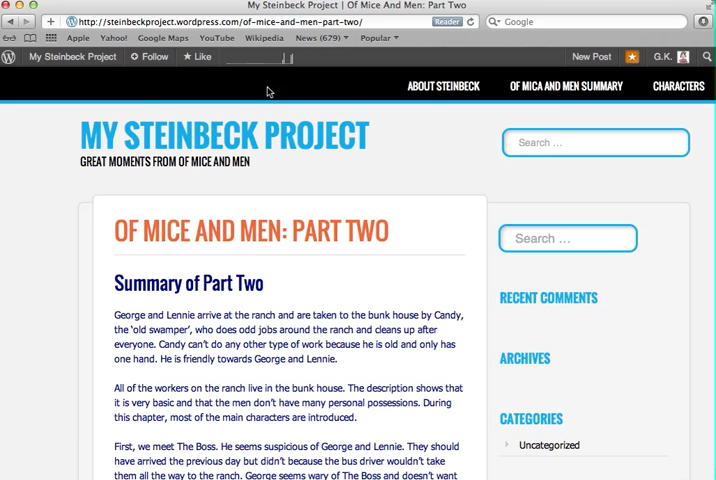 My Steinbeck Project | Of Mice And Men: Part Two
http://steinbeckproject.wordpress.com/of-mice-and-men-part-two/
Reader
Google
Apple Yahoo! Google Maps YouTube Wikipedia News (679) Popular
My Steinbeck Project Follow Like New Post G.K.
ABOUT STEINBECK OF MICA AND MEN SUMMARY CHARACTERS
MY STEINBECK PROJECT
GREAT MOMENTS FROM OF MICE AND MEN
Search ...
OF MICE AND MEN: PART TWO
Summary of Part Two
George and Lennie arrive at the ranch and are taken to the bunk house by Candy,
the 'old swamper', who does odd jobs around the ranch and cleans up after
everyone. Candy can't do any other type of work because he is old and only has
one hand. He is friendly towards George and Lennie.
All of the workers on the ranch live in the bunk house. The description shows that
it is very basic and that the men don't have many personal possessions. During
this chapter, most of the main characters are introduced.
First, we meet The Boss. He seems suspicious of George and Lennie. They should
have arrived the previous day but didn't because the bus driver wouldn't take
them all the way to the ranch. George seems wary of The Boss and doesn't want
Search ...
RECENT COMMENTS
ARCHIVES
CATEGORIES
Uncategorized